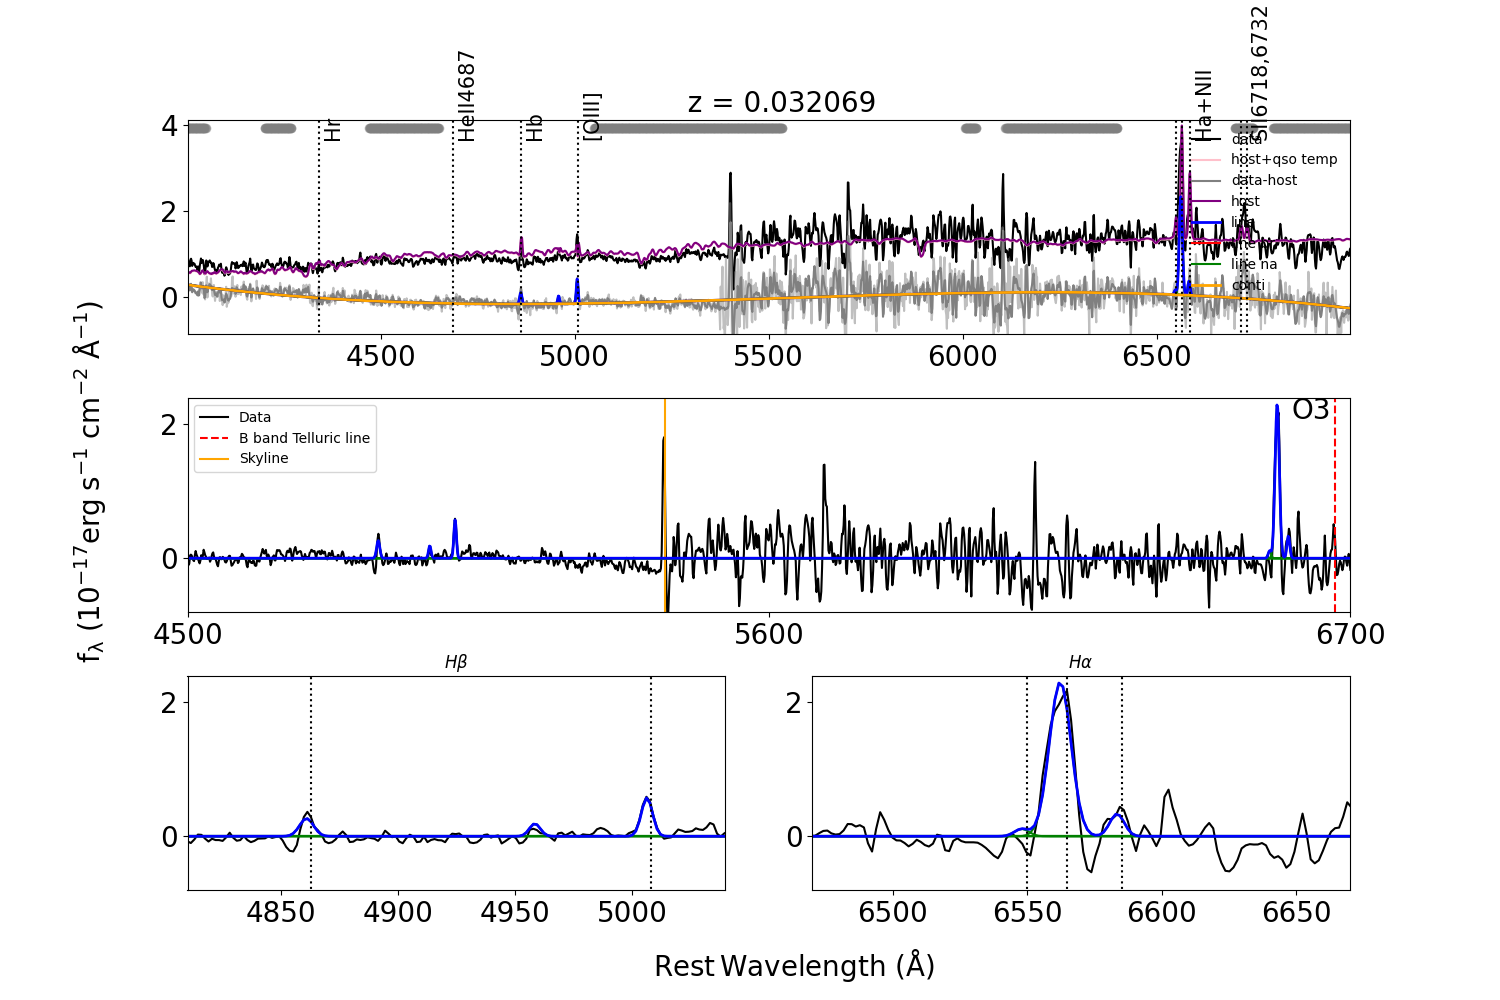 z = 0.032069
Hr
HeII4687
Hb
[OIII]
Ha+NII
SII6718,6732
4
2
0
data
host+qso temp
data-host
host
line
line na
conti
4500
5000
5500
6000
6500
f_λ (10^−17 erg s^−1 cm^−2 Å^−1)
2
0
Data
B band Telluric line
Skyline
O3
4500
5600
6700
Hβ
2
0
4850
4900
4950
5000
Hα
2
0
6500
6550
6600
6650
Rest Wavelength (Å)